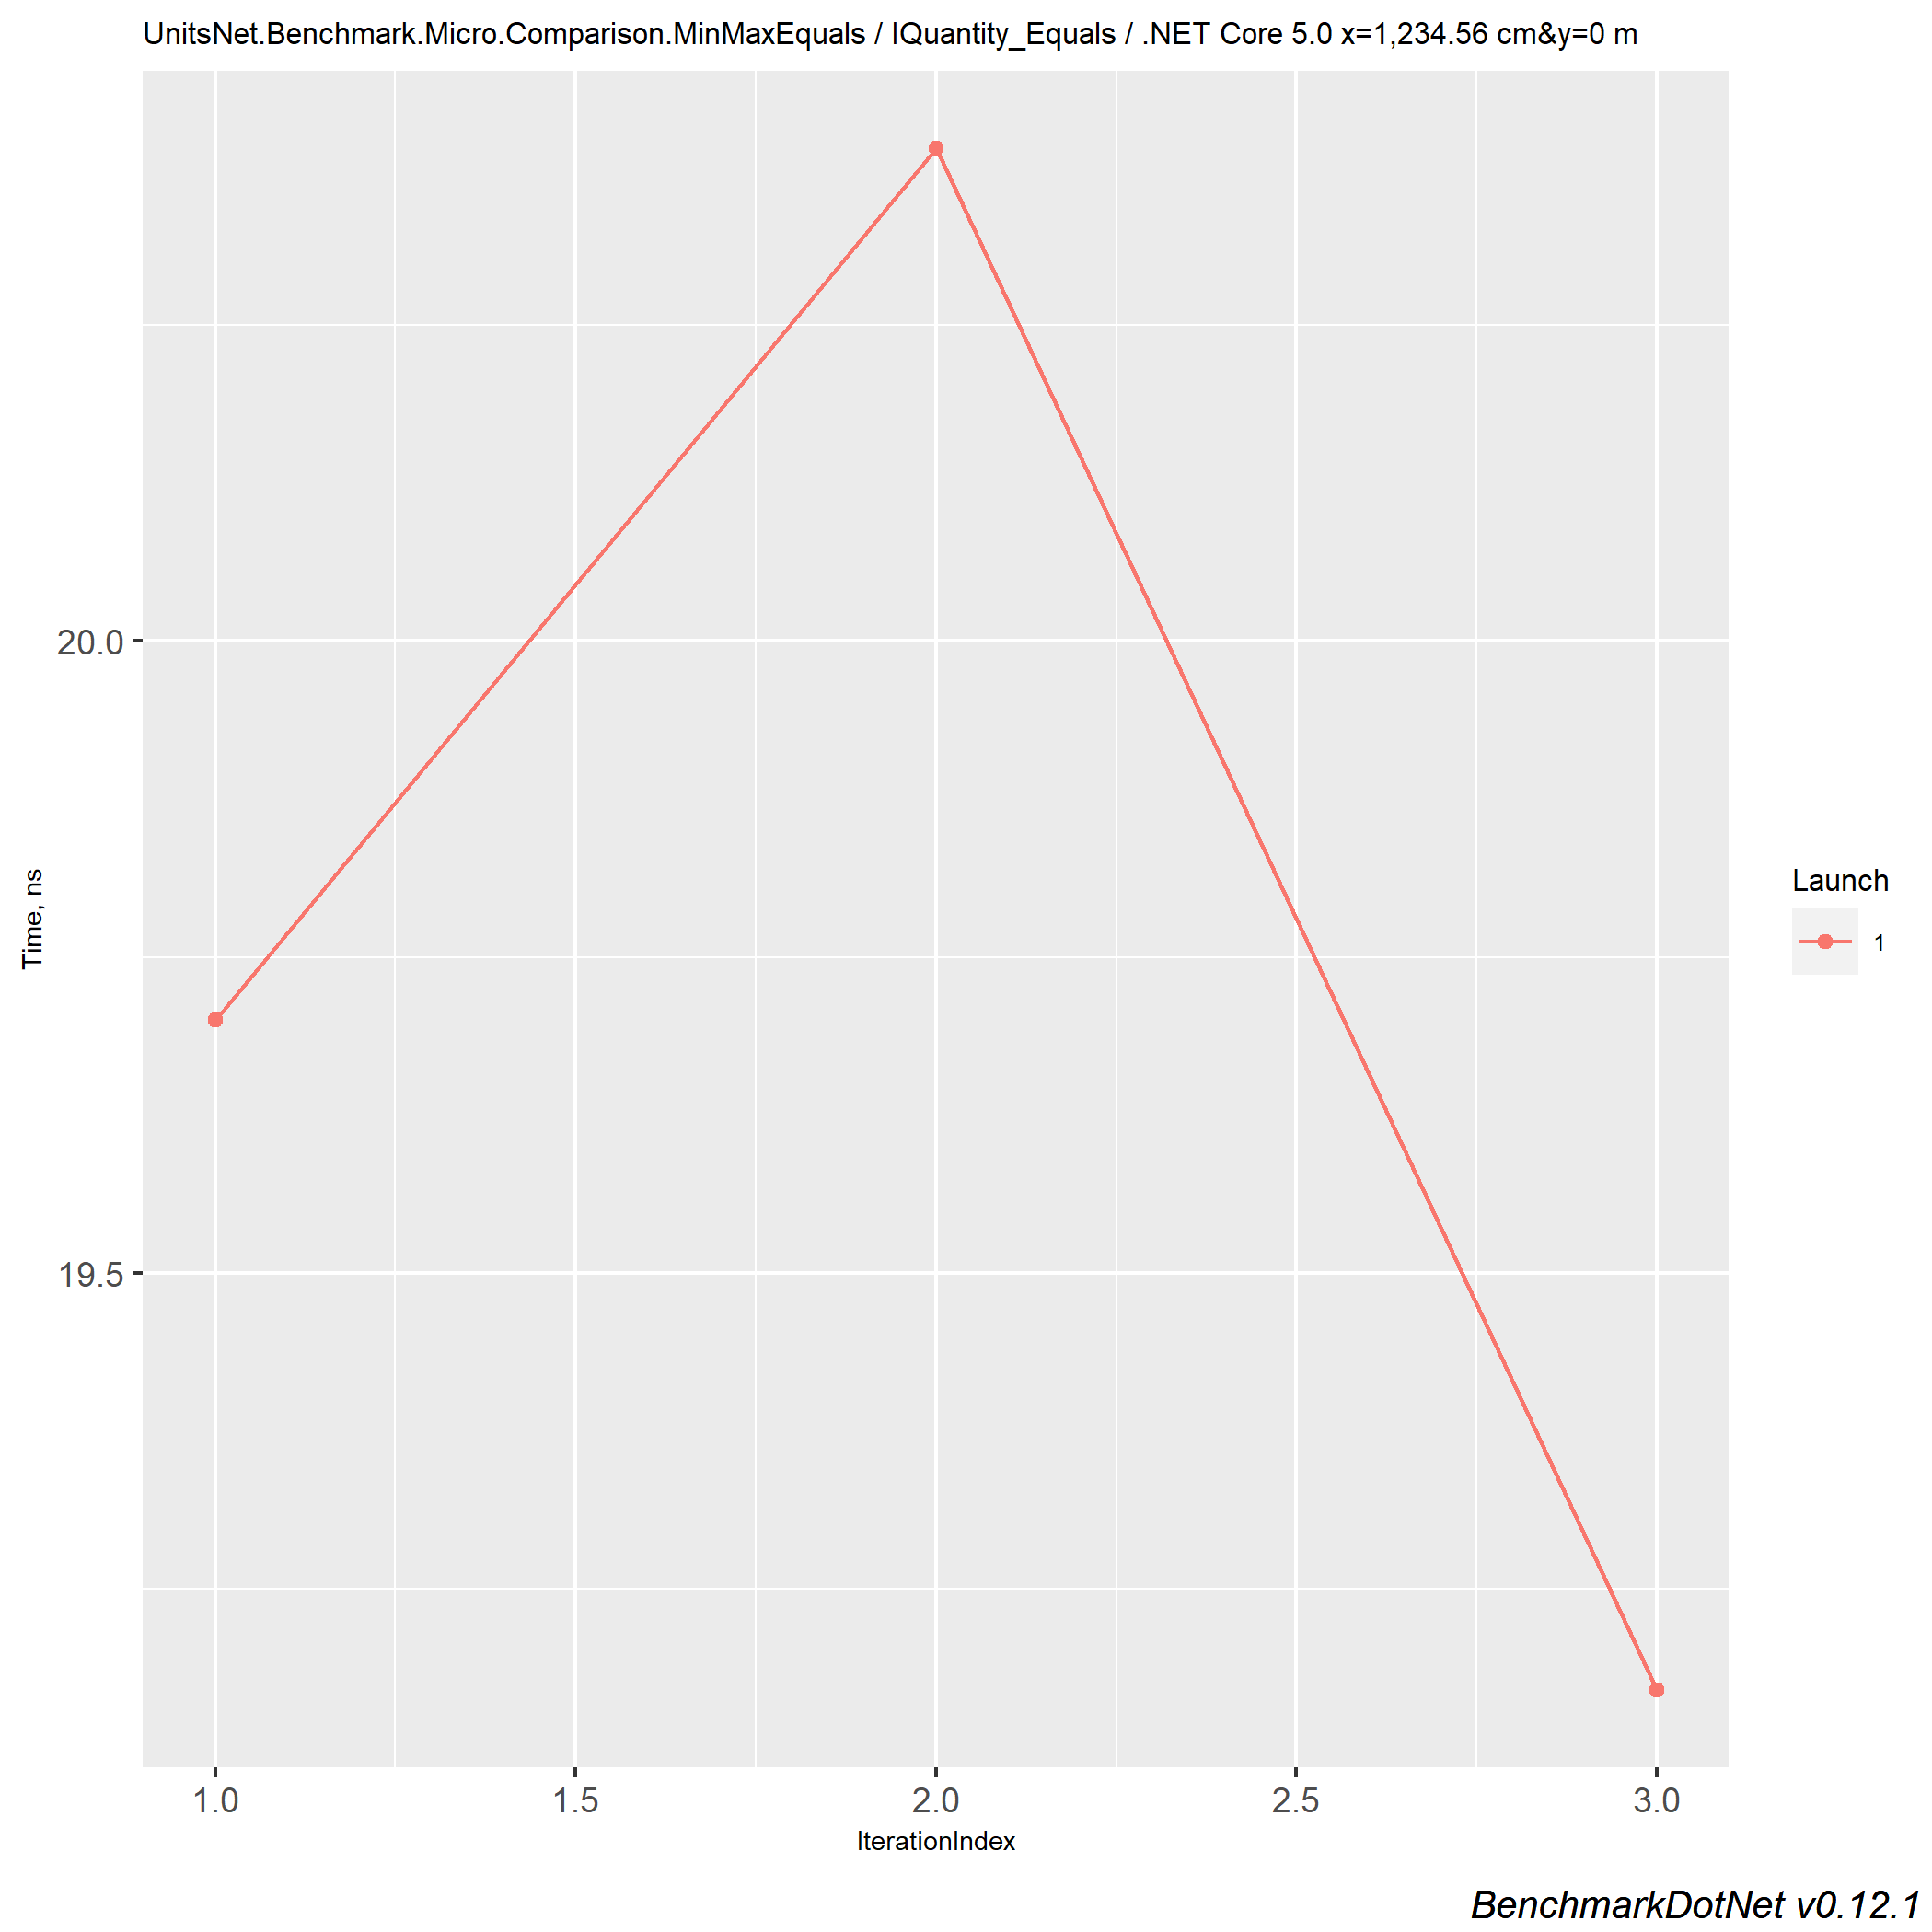 UnitsNet.Benchmark.Micro.Comparison.MinMaxEquals / IQuantity_Equals / .NET Core 5.0 x=1,234.56 cm&y=0 m
20.0
19.5
Time, ns
1.0 1.5 2.0 2.5 3.0
IterationIndex
Launch
1
BenchmarkDotNet v0.12.1